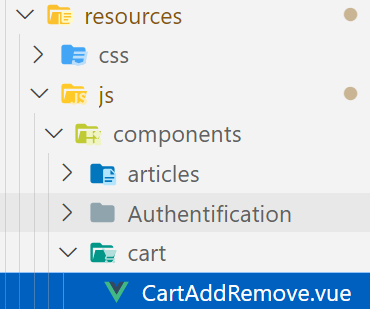 resources
css
js
components
articles
Authentification
cart
CartAddRemove.vue